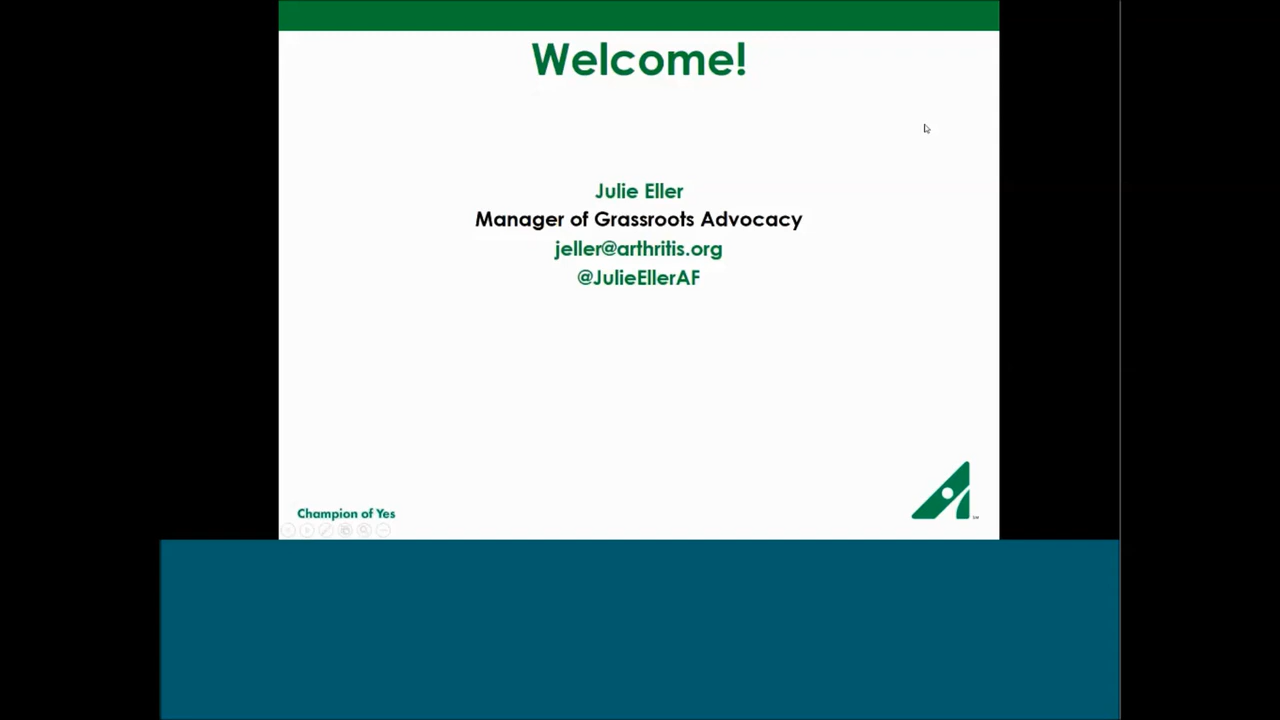 Welcome!
Julie Eller
Manager of Grassroots Advocacy
jeller@arthritis.org
@JulieEllerAF
Champion of Yes